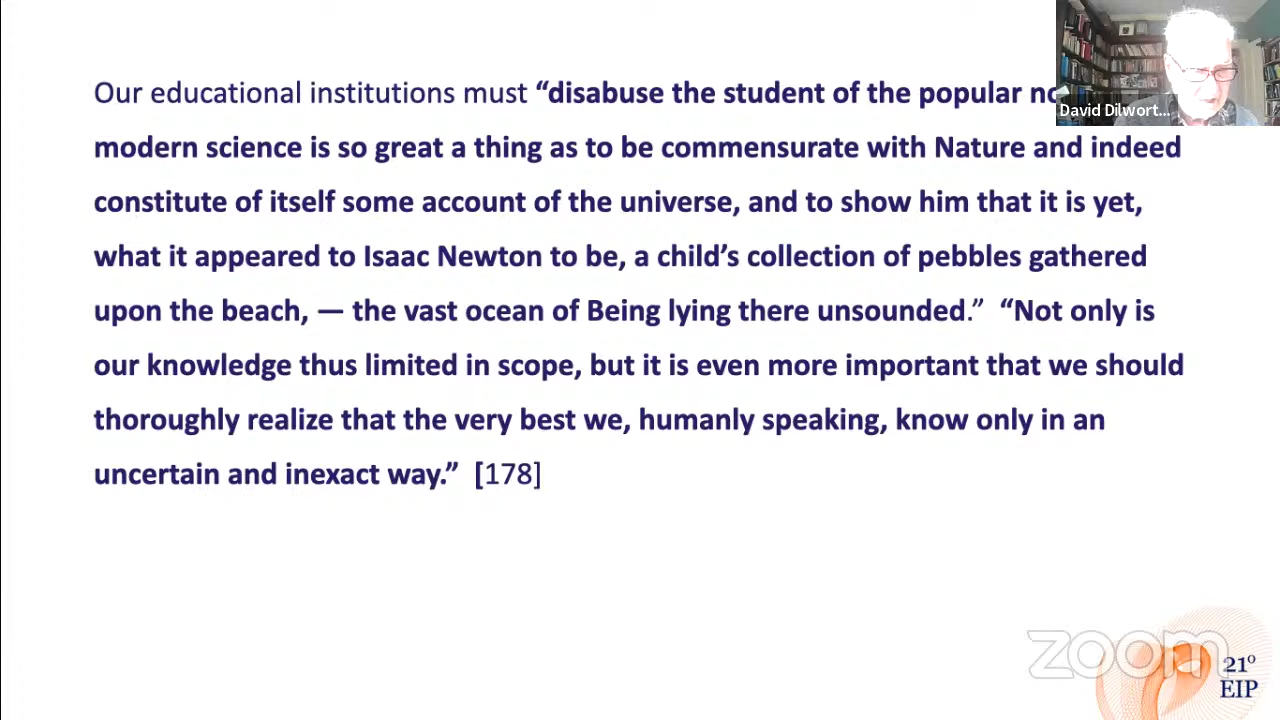 Our educational institutions must “disabuse the student of the popular
modern science is so great a thing as to be commensurate with Nature and indeed
constitute of itself some account of the universe, and to show him that it is yet,
what it appeared to Isaac Newton to be, a child’s collection of pebbles gathered
upon the beach, — the vast ocean of Being lying there unsounded.”  “Not only is
our knowledge thus limited in scope, but it is even more important that we should
thoroughly realize that the very best we, humanly speaking, know only in an
uncertain and inexact way.”  [178]
David Dilwort...
zoom
21º
EIP